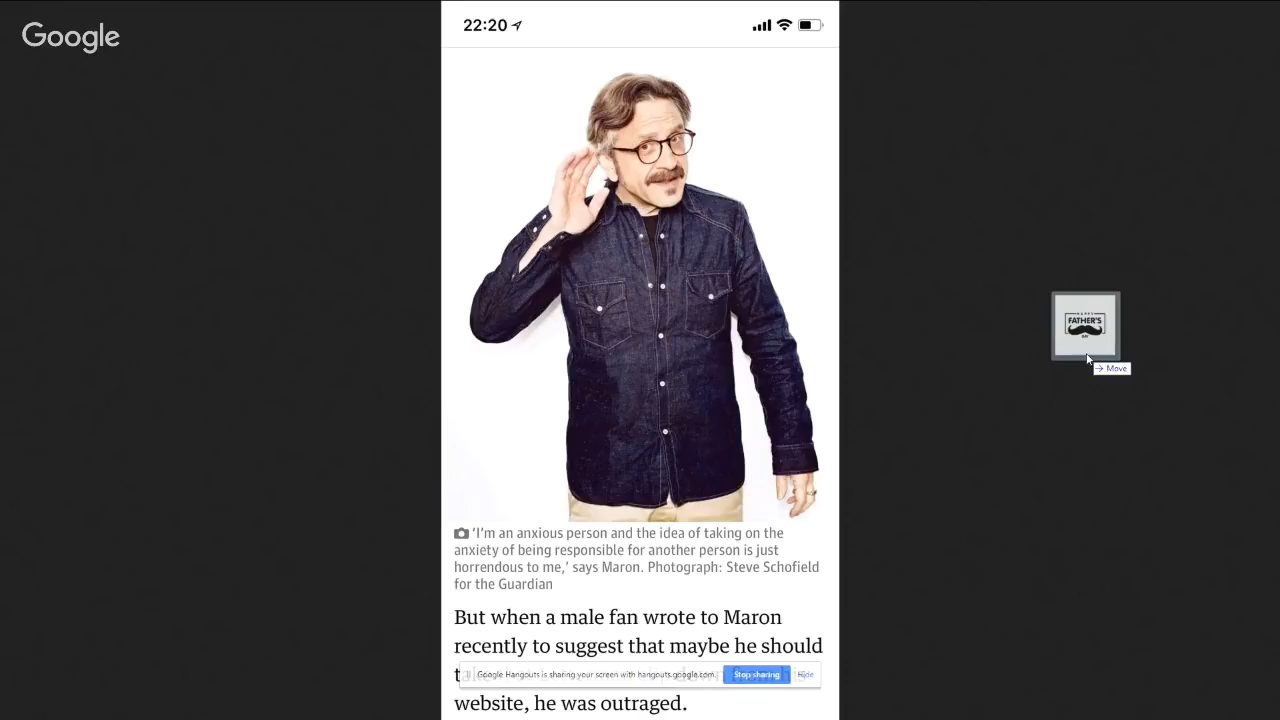 Google
22:20
HAPPY
FATHER'S
DAY
→ Move
'I'm an anxious person and the idea of taking on the
anxiety of being responsible for another person is just
horrendous to me,' says Maron. Photograph: Steve Schofield
for the Guardian
But when a male fan wrote to Maron
recently to suggest that maybe he should
Google Hangouts is sharing your screen with hangouts.google.com.
Stop sharing
Hide
website, he was outraged.